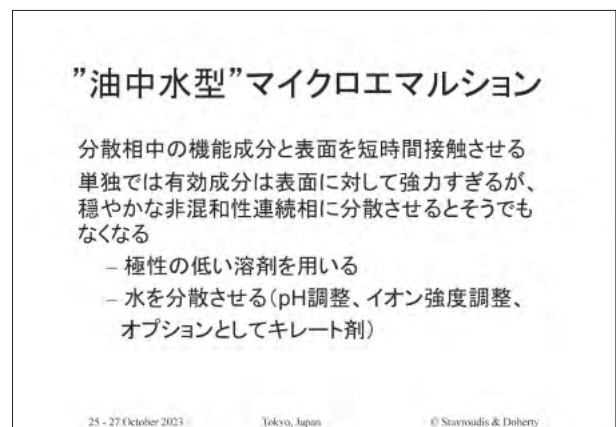 ”油中水型”マイクロエマルション
分散相中の機能成分と表面を短時間接触させる
単独では有効成分は表面に対して強力すぎるが、
穏やかな非混和性連続相に分散させるとそうでも
なくなる
– 極性の低い溶剤を用いる
– 水を分散させる（pH調整、イオン強度調整、
オプションとしてキレート剤）
25 - 27 October 2023 Tokyo, Japan © Stavroudis & Doherty